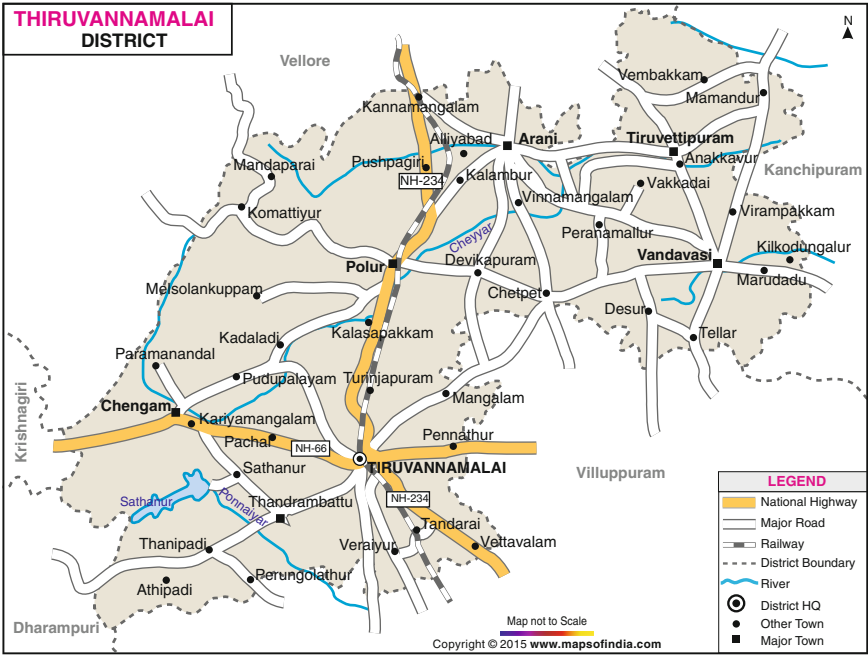 THIRUVANNAMALAI
DISTRICT
N
Vellore
Vembakkam
Mamandur
Kannamangalam
Alliyabad
Arani
Tiruvettipuram
Anakkavur
Pushpagiri
Kanchipuram
Mandaparai
NH-234
Kalambur
Vakkadai
Vinnamangalam
Komattiyur
Virampakkam
Peranamallur
Cheyyar
Kilkodungalur
Vandavasi
Polur
Devikapuram
Marudadu
Melsolankuppam
Chetpet
Desur
Kadaladi
Kalasapakkam
Tellar
Paramanandal
Pudupalayam
Turinjapuram
Krishnagiri
Mangalam
Chengam
Kariyamangalam
Pachal
NH-66
Pennathur
TIRUVANNAMALAI
Sathanur
Villuppuram
Sathanur
Ponnaiyar
Thandrambattu
NH-234
Tandarai
Thanipadi
Veraiyur
Vettavalam
Athipadi
Perungolathur
Dharampuri
LEGEND
National Highway
Major Road
Railway
District Boundary
River
District HQ
Other Town
Major Town
Map not to Scale
Copyright © 2015 www.mapsofindia.com